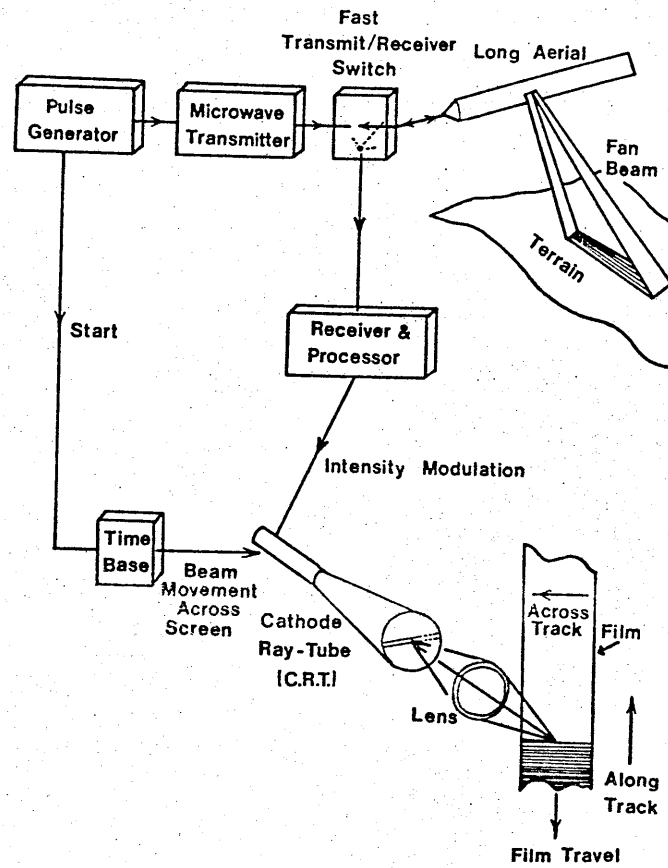 Fast
Transmit/Receiver
Switch
Long Aerial
Pulse
Generator
Microwave
Transmitter
Fan
Beam
Terrain
Start
Receiver &
Processor
Intensity Modulation
Time
Base
Beam
Movement
Across
Screen
Cathode
Ray-Tube
(C.R.T.)
Lens
Across
Track
Film
Along
Track
Film Travel